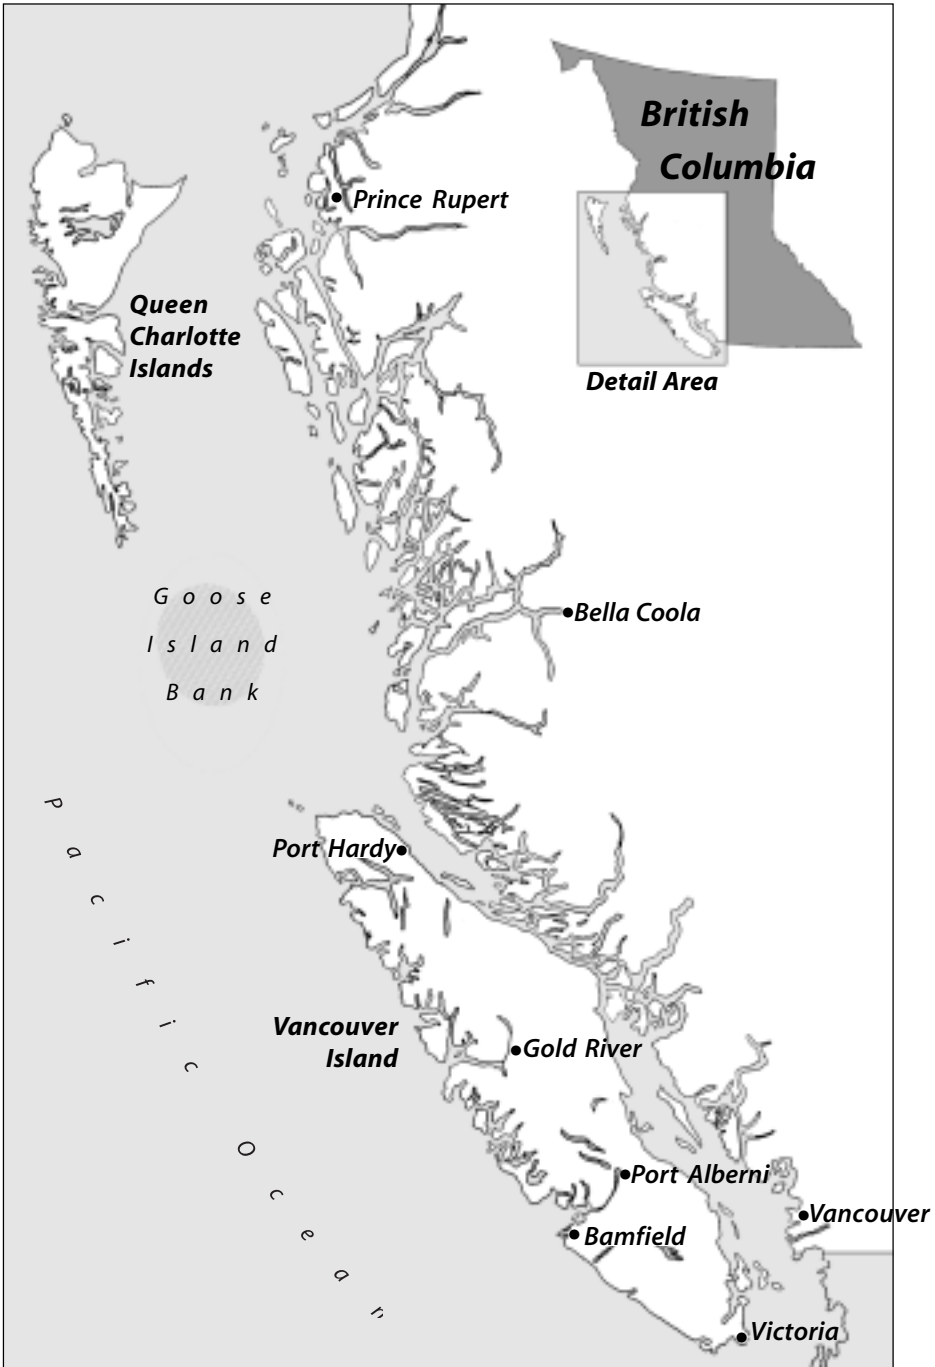 British
Columbia
Prince Rupert
Queen
Charlotte
Islands
Detail Area
Goose
Island
Bank
Bella Coola
Pacific Ocean
Port Hardy
Vancouver
Island
Gold River
Port Alberni
Vancouver
Bamfield
Victoria